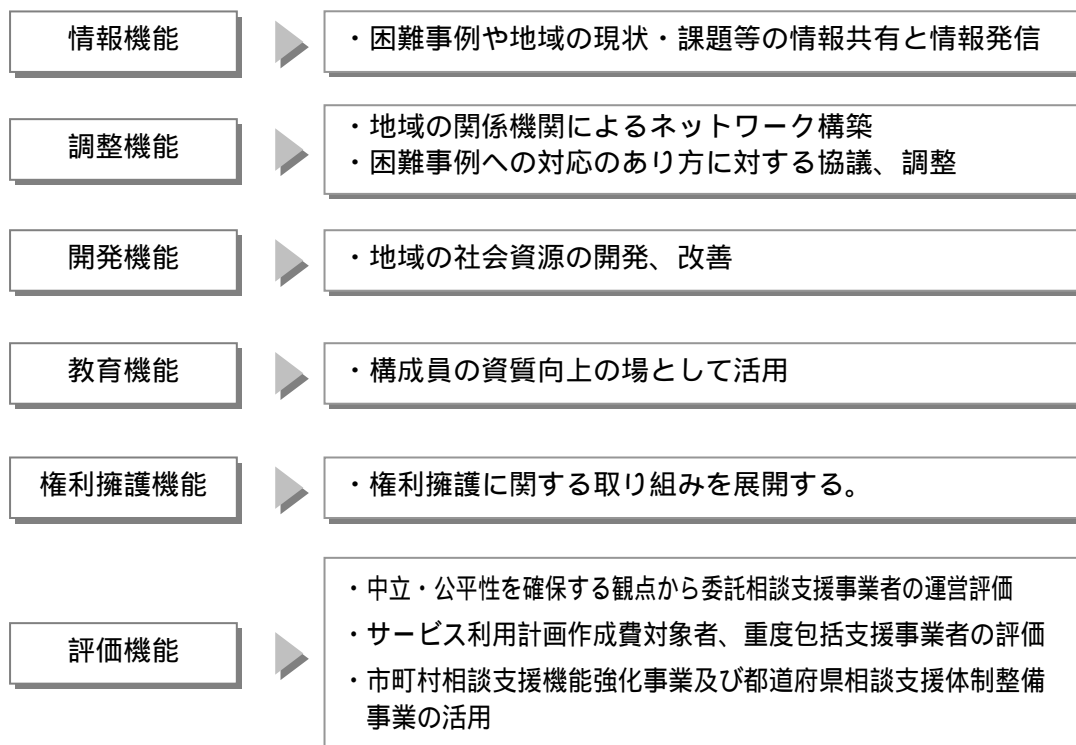 情報機能
・困難事例や地域の現状・課題等の情報共有と情報発信
調整機能
・地域の関係機関によるネットワーク構築
・困難事例への対応のあり方に対する協議、調整
開発機能
・地域の社会資源の開発、改善
教育機能
・構成員の資質向上の場として活用
権利擁護機能
・権利擁護に関する取り組みを展開する。
評価機能
・中立・公平性を確保する観点から委託相談支援事業者の運営評価
・サービス利用計画作成費対象者、重度包括支援事業者の評価
・市町村相談支援機能強化事業及び都道府県相談支援体制整備
事業の活用